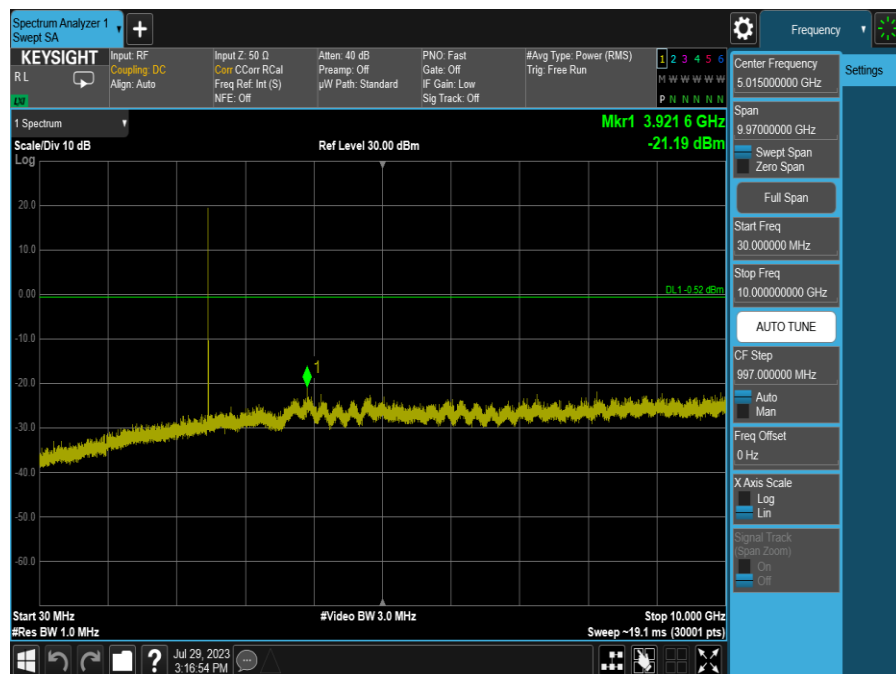 Spectrum Analyzer 1
Swept SA
+
Frequency
KEYSIGHT
R L
LXI
Input: RF
Coupling: DC
Align: Auto
Input Z: 50 Ω
Corr CCorr RCal
Freq Ref: Int (S)
NFE: Off
Atten: 40 dB
Preamp: Off
µW Path: Standard
PNO: Fast
Gate: Off
IF Gain: Low
Sig Track: Off
#Avg Type: Power (RMS)
Trig: Free Run
1 2 3 4 5 6
M W W W W W
P N N N N N
1 Spectrum
Mkr1 3.921 6 GHz
-21.19 dBm
Scale/Div 10 dB
Ref Level 30.00 dBm
Log
20.0
10.0
0.00
DL1 -0.52 dBm
-10.0
-20.0
1
-30.0
-40.0
-50.0
-60.0
Start 30 MHz
#Video BW 3.0 MHz
Stop 10.000 GHz
#Res BW 1.0 MHz
Sweep ~19.1 ms (30001 pts)
Center Frequency
5.015000000 GHz
Settings
Span
9.97000000 GHz
Swept Span
Zero Span
Full Span
Start Freq
30.000000 MHz
Stop Freq
10.000000000 GHz
AUTO TUNE
CF Step
997.000000 MHz
Auto
Man
Freq Offset
0 Hz
X Axis Scale
Log
Lin
Signal Track
(Span Zoom)
On
Off
?
Jul 29, 2023
3:16:54 PM